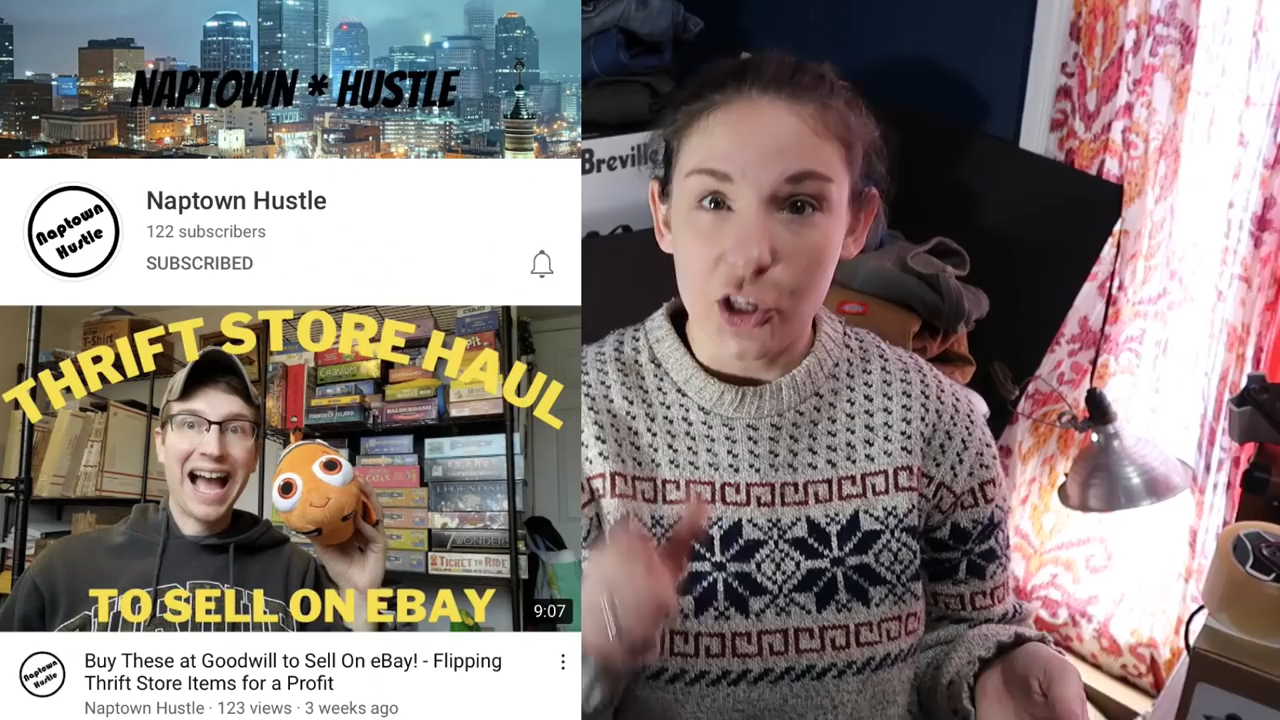 NAPTOWN * HUSTLE
Naptown
Hustle
Naptown Hustle
122 subscribers
SUBSCRIBED
Breville
THRIFT STORE HAUL
CRANIUM
BALDERDASH
CATAN
WONDERS
TICKET TO RIDE
TO SELL ON EBAY
9:07
Naptown
Hustle
Buy These at Goodwill to Sell On eBay! - Flipping
Thrift Store Items for a Profit
Naptown Hustle · 123 views · 3 weeks ago